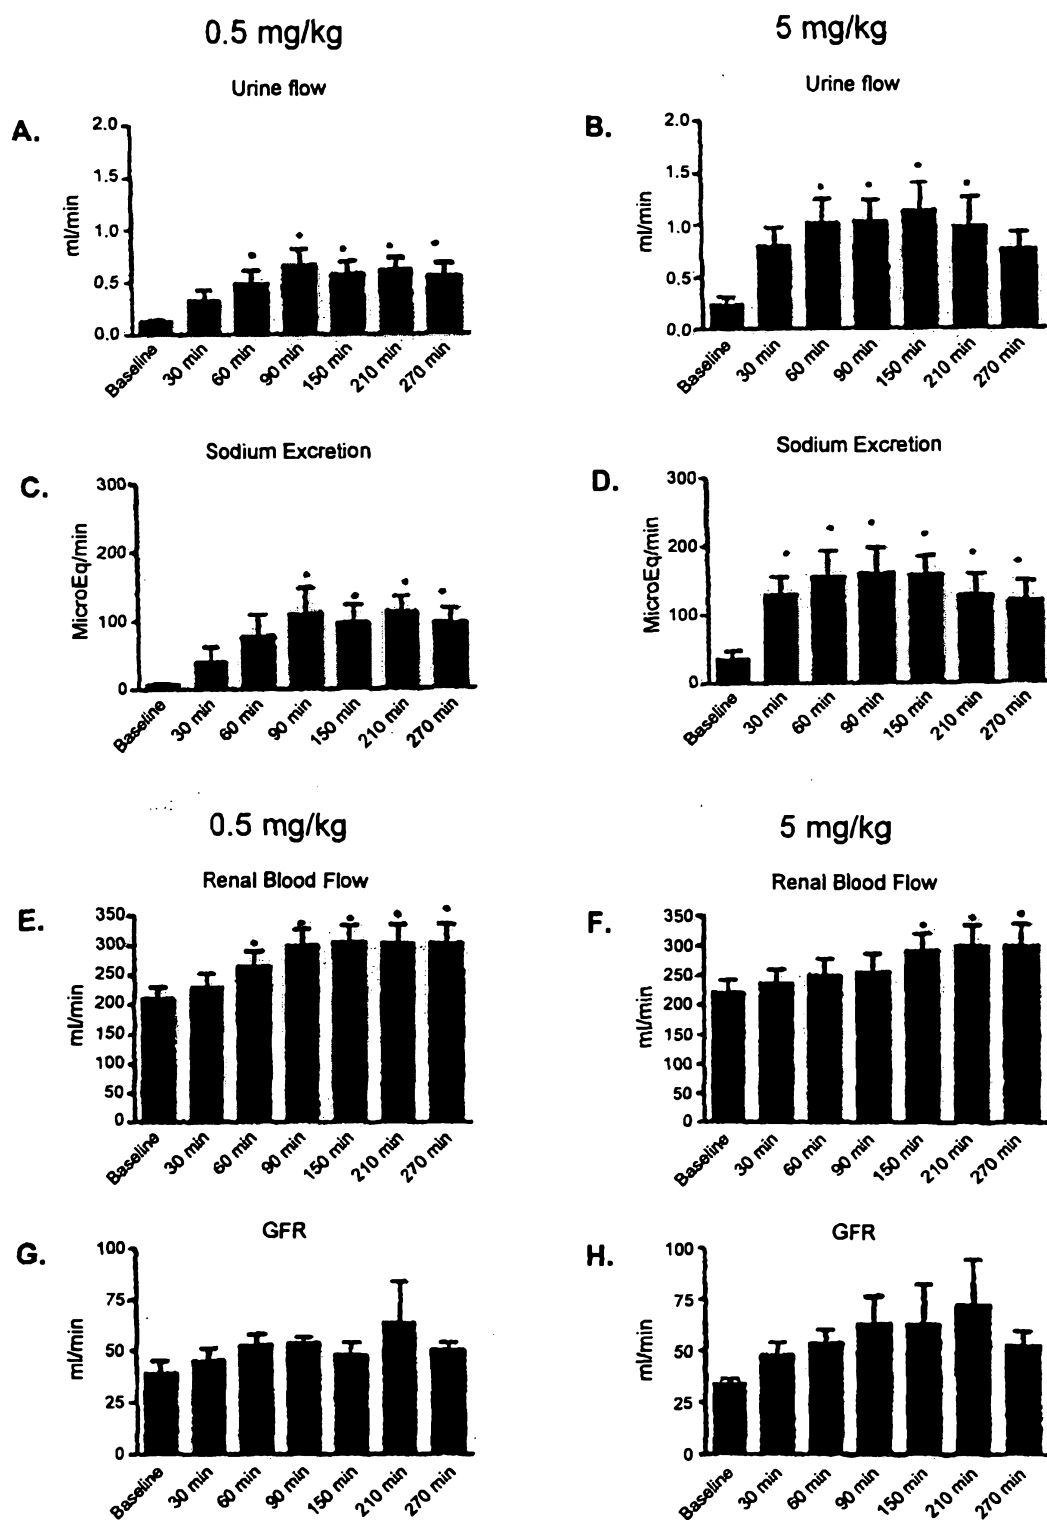 0.5 mg/kg
5 mg/kg
Urine flow
Urine flow
A.
ml/min
2.0
1.5
1.0
0.5
0.0
Baseline
30 min
60 min
90 min
150 min
210 min
270 min
B.
ml/min
2.0
1.5
1.0
0.5
0.0
Baseline
30 min
60 min
90 min
150 min
210 min
270 min
Sodium Excretion
Sodium Excretion
C.
MicroEq/min
300
200
100
0
Baseline
30 min
60 min
90 min
150 min
210 min
270 min
D.
MicroEq/min
300
200
100
0
Baseline
30 min
60 min
90 min
150 min
210 min
270 min
0.5 mg/kg
5 mg/kg
Renal Blood Flow
Renal Blood Flow
E.
ml/min
350
300
250
200
150
100
50
0
Baseline
30 min
60 min
90 min
150 min
210 min
270 min
F.
ml/min
350
300
250
200
150
100
50
0
Baseline
30 min
60 min
90 min
150 min
210 min
270 min
GFR
GFR
G.
ml/min
100
75
50
25
0
Baseline
30 min
60 min
90 min
150 min
210 min
270 min
H.
ml/min
100
75
50
25
0
Baseline
30 min
60 min
90 min
150 min
210 min
270 min